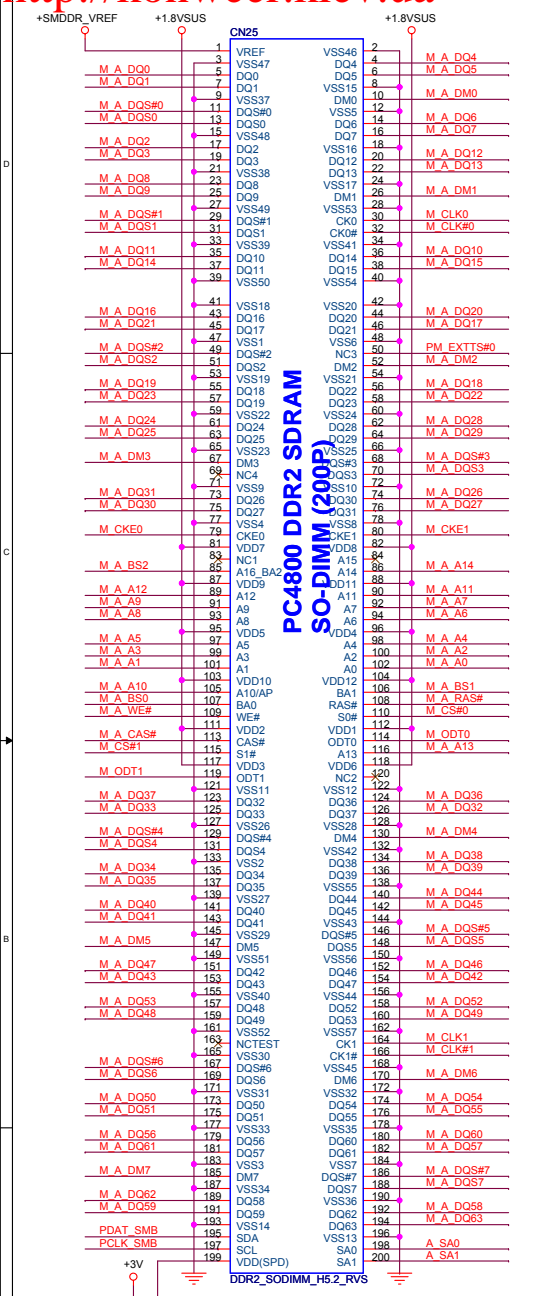 +SMDDR_VREF +1.8VSUS +1.8VSUS
CN25
1 VREF VSS46 2
3 VSS47 DQ4 4 M_A_DQ4
M_A_DQ0 5 DQ0 DQ5 6 M_A_DQ5
M_A_DQ1 7 DQ1 VSS15 8
9 VSS37 DM0 10 M_A_DM0
M_A_DQS#0 11 DQS#0 VSS5 12
M_A_DQS0 13 DQS0 DQ6 14 M_A_DQ6
15 VSS48 DQ7 16 M_A_DQ7
M_A_DQ2 17 DQ2 VSS16 18
M_A_DQ3 19 DQ3 DQ12 20 M_A_DQ12
D
21 VSS38 DQ13 22 M_A_DQ13
M_A_DQ8 23 DQ8 VSS17 24
M_A_DQ9 25 DQ9 DM1 26 M_A_DM1
27 VSS49 VSS53 28
M_A_DQS#1 29 DQS#1 CK0 30 M_CLK0
M_A_DQS1 31 DQS1 CK0# 32 M_CLK#0
33 VSS39 VSS41 34
M_A_DQ11 35 DQ10 DQ14 36 M_A_DQ10
M_A_DQ14 37 DQ11 DQ15 38 M_A_DQ15
39 VSS50 VSS54 40
41 VSS18 VSS20 42
M_A_DQ16 43 DQ16 DQ20 44 M_A_DQ20
M_A_DQ21 45 DQ17 DQ21 46 M_A_DQ17
47 VSS1 VSS6 48
M_A_DQS#2 49 DQS#2 NC3 50 PM_EXTTS#0
M_A_DQS2 51 DQS2 DM2 52 M_A_DM2
53 VSS19 VSS21 54
M_A_DQ19 55 DQ18 DQ22 56 M_A_DQ18
M_A_DQ23 57 DQ19 DQ23 58 M_A_DQ22
59 VSS22 VSS24 60
M_A_DQ24 61 DQ24 DQ28 62 M_A_DQ28
M_A_DQ25 63 DQ25 DQ29 64 M_A_DQ29
65 VSS23 VSS25 66
M_A_DM3 67 DM3 DQS#3 68 M_A_DQS#3
69 NC4 DQS3 70 M_A_DQS3
71 VSS9 VSS10 72
M_A_DQ31 73 DQ26 DQ30 74 M_A_DQ26
M_A_DQ30 75 DQ27 DQ31 76 M_A_DQ27
77 VSS4 VSS8 78
M_CKE0 79 CKE0 CKE1 80 M_CKE1
C
81 VDD7 VDD8 82
83 NC1 A15 84
M_A_BS2 85 A16_BA2 A14 86 M_A_A14
87 VDD9 VDD11 88
M_A_A12 89 A12 A11 90 M_A_A11
M_A_A9 91 A9 A7 92 M_A_A7
M_A_A8 93 A8 A6 94 M_A_A6
95 VDD5 VDD4 96
M_A_A5 97 A5 A4 98 M_A_A4
M_A_A3 99 A3 A2 100 M_A_A2
M_A_A1 101 A1 A0 102 M_A_A0
103 VDD10 VDD12 104
M_A_A10 105 A10/AP BA1 106 M_A_BS1
M_A_BS0 107 BA0 RAS# 108 M_A_RAS#
M_A_WE# 109 WE# S0# 110 M_CS#0
111 VDD2 VDD1 112
M_A_CAS# 113 CAS# ODT0 114 M_ODT0
M_CS#1 115 S1# A13 116 M_A_A13
117 VDD3 VDD6 118
M_ODT1 119 ODT1 NC2 120
121 VSS11 VSS12 122
M_A_DQ37 123 DQ32 DQ36 124 M_A_DQ36
M_A_DQ33 125 DQ33 DQ37 126 M_A_DQ32
127 VSS26 VSS28 128
M_A_DQS#4 129 DQS#4 DM4 130 M_A_DM4
M_A_DQS4 131 DQS4 VSS42 132
133 VSS2 DQ38 134 M_A_DQ38
M_A_DQ34 135 DQ34 DQ39 136 M_A_DQ39
M_A_DQ35 137 DQ35 VSS55 138
139 VSS27 DQ44 140 M_A_DQ44
M_A_DQ40 141 DQ40 DQ45 142 M_A_DQ45
M_A_DQ41 143 DQ41 VSS43 144
B
145 VSS29 DQS#5 146 M_A_DQS#5
M_A_DM5 147 DM5 DQS5 148 M_A_DQS5
149 VSS51 VSS56 150
M_A_DQ47 151 DQ42 DQ46 152 M_A_DQ46
M_A_DQ43 153 DQ43 DQ47 154 M_A_DQ42
155 VSS40 VSS44 156
M_A_DQ53 157 DQ48 DQ52 158 M_A_DQ52
M_A_DQ48 159 DQ49 DQ53 160 M_A_DQ49
161 VSS52 VSS57 162
163 NCTEST CK1 164 M_CLK1
165 VSS30 CK1# 166 M_CLK#1
M_A_DQS#6 167 DQS#6 VSS45 168
M_A_DQS6 169 DQS6 DM6 170 M_A_DM6
171 VSS31 VSS32 172
M_A_DQ50 173 DQ50 DQ54 174 M_A_DQ54
M_A_DQ51 175 DQ51 DQ55 176 M_A_DQ55
177 VSS33 VSS35 178
M_A_DQ56 179 DQ56 DQ60 180 M_A_DQ60
M_A_DQ61 181 DQ57 DQ61 182 M_A_DQ57
183 VSS3 VSS7 184
M_A_DM7 185 DM7 DQS#7 186 M_A_DQS#7
187 VSS34 DQS7 188 M_A_DQS7
M_A_DQ62 189 DQ58 VSS36 190
M_A_DQ59 191 DQ59 DQ62 192 M_A_DQ58
193 VSS14 DQ63 194 M_A_DQ63
PDAT_SMB 195 SDA VSS13 196
PCLK_SMB 197 SCL SA0 198 A_SA0
199 VDD(SPD) SA1 200 A_SA1
+3V
PC4800 DDR2 SDRAM
SO-DIMM (200P)
DDR2_SODIMM_H5.2_RVS